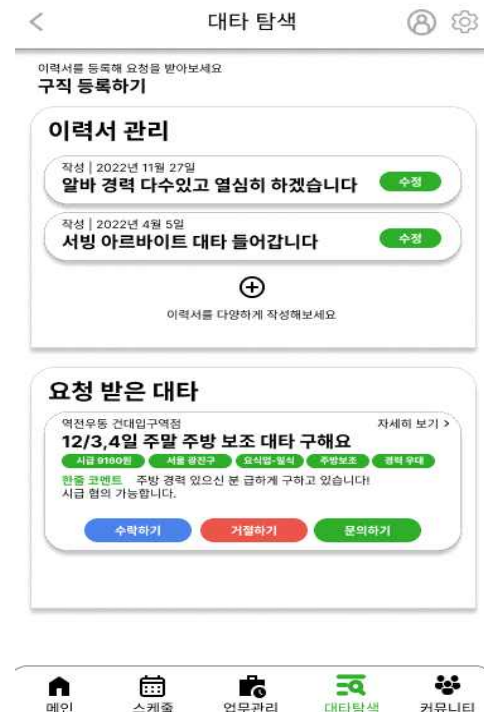 대타 탐색
이력서를 등록해 요청을 받아보세요
구직 등록하기
이력서 관리
작성 | 2022년 11월 27일
알바 경력 다수있고 열심히 하겠습니다
수정
작성 | 2022년 4월 5일
서빙 아르바이트 대타 들어갑니다
수정
이력서를 다양하게 작성해보세요
요청 받은 대타
역전우동 건대입구역점
자세히 보기 >
12/3,4일 주말 주방 보조 대타 구해요
시급 9160원 서울 광진구 요식업-일식 주방보조 경력 우대
한줄 코멘트 주방 경력 있으신 분 급하게 구하고 있습니다!
시급 협의 가능합니다.
수락하기 거절하기 문의하기
메인 스케줄 업무관리 대타탐색 커뮤니티